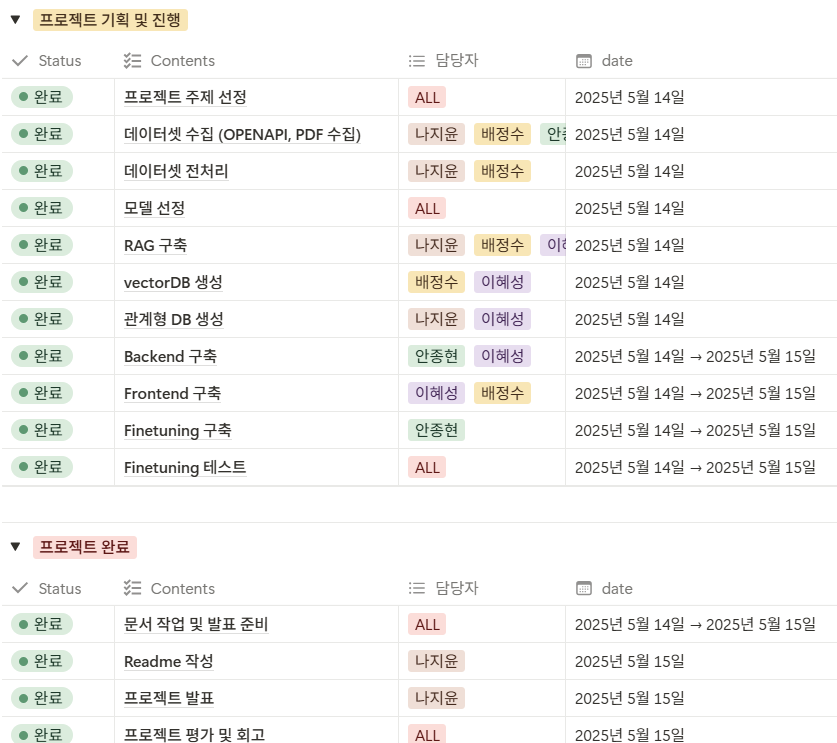 프로젝트 기획 및 진행
Status Contents 담당자 date
완료 프로젝트 주제 선정 ALL 2025년 5월 14일
완료 데이터셋 수집 (OPENAPI, PDF 수집) 나지윤 배정수 2025년 5월 14일
완료 데이터셋 전처리 나지윤 배정수 2025년 5월 14일
완료 모델 선정 ALL 2025년 5월 14일
완료 RAG 구축 나지윤 배정수 2025년 5월 14일
완료 vectorDB 생성 배정수 이혜성 2025년 5월 14일
완료 관계형 DB 생성 나지윤 이혜성 2025년 5월 14일
완료 Backend 구축 안종현 이혜성 2025년 5월 14일 → 2025년 5월 15일
완료 Frontend 구축 이혜성 배정수 2025년 5월 14일 → 2025년 5월 15일
완료 Finetuning 구축 안종현 2025년 5월 14일 → 2025년 5월 15일
완료 Finetuning 테스트 ALL 2025년 5월 14일 → 2025년 5월 15일
프로젝트 완료
Status Contents 담당자 date
완료 문서 작업 및 발표 준비 ALL 2025년 5월 14일 → 2025년 5월 15일
완료 Readme 작성 나지윤 2025년 5월 15일
완료 프로젝트 발표 나지윤 2025년 5월 15일
완료 프로젝트 평가 및 회고 ALL 2025년 5월 15일